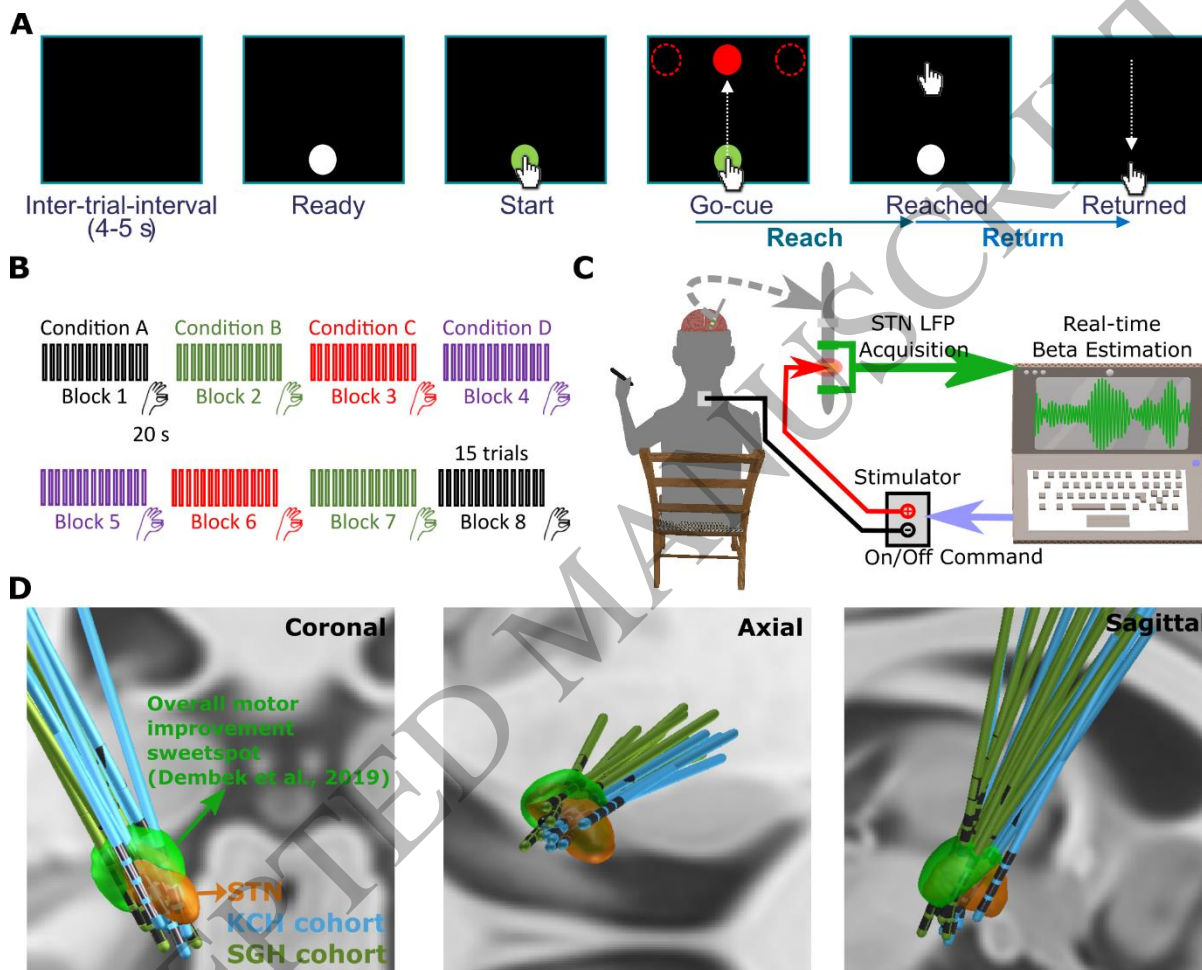 A
Inter-trial-interval
(4-5 s)
Ready
Start
Go-cue
Reached
Returned
Reach
Return
B
Condition A
Condition B
Condition C
Condition D
Block 1
Block 2
Block 3
Block 4
20 s
15 trials
Block 5
Block 6
Block 7
Block 8
C
STN LFP
Acquisition
Real-time
Beta Estimation
Stimulator
On/Off Command
D
Coronal
Axial
Sagittal
Overall motor
improvement
sweetspot
(Dembek et al., 2019)
STN
KCH cohort
SGH cohort